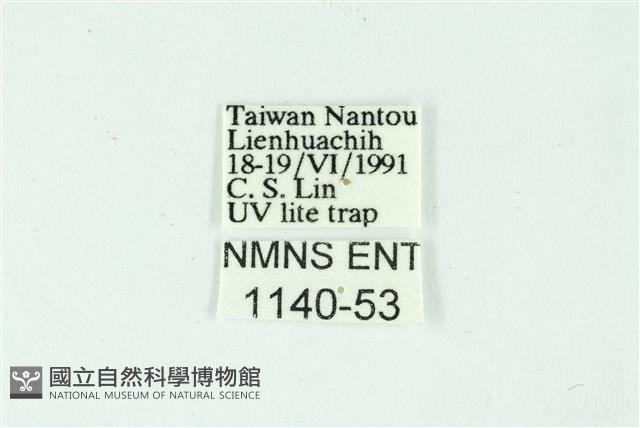 Taiwan Nantou
Lienhuachih
18-19/VI/1991
C. S. Lin
UV lite trap
NMNS ENT
1140-53
國立自然科學博物館
NATIONAL MUSEUM OF NATURAL SCIENCE